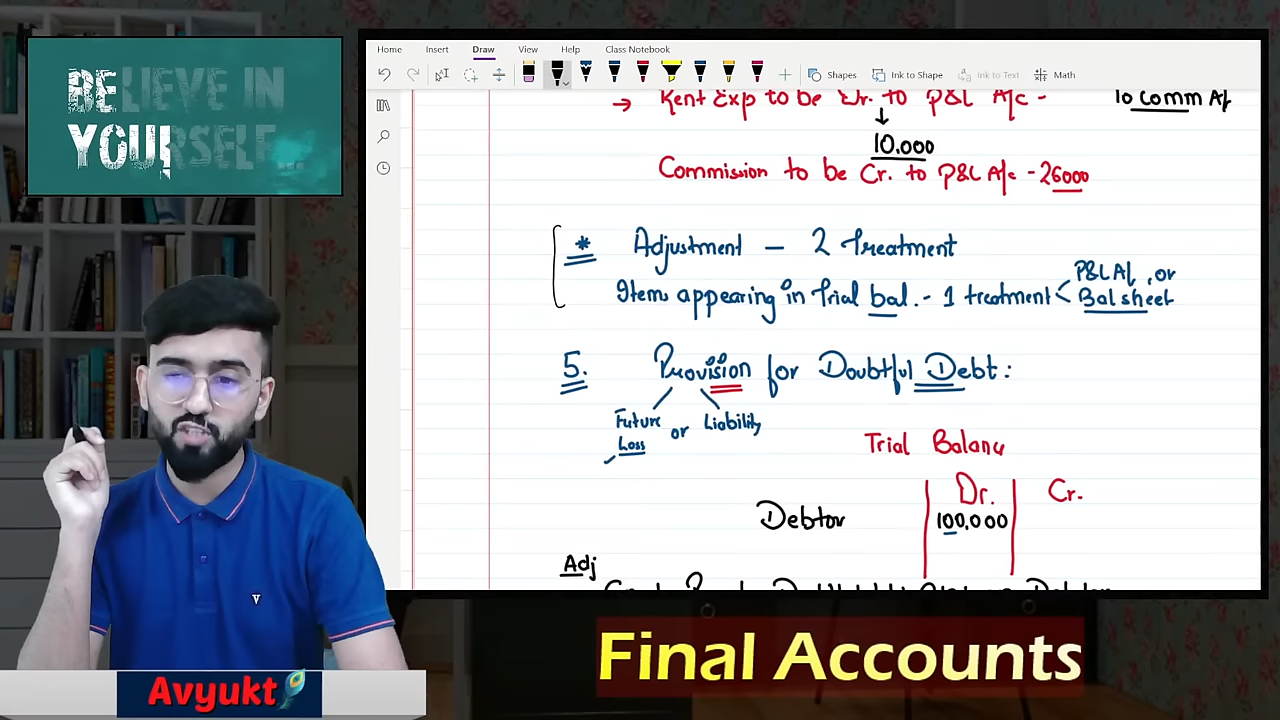 BELIEVE IN
YOURSELF...
Home Insert Draw View Help Class Notebook
Shapes Ink to Shape Ink to Text Math
→ Rent Exp to be Dr. to P&L A/c -
To Comm A/
10.000
Commission to be Cr. to P&L A/c - 26000
* Adjustment - 2 Treatment
Items appearing in Trial bal. - 1 treatment < P&L A/, or
Bal sheet
5. Provision for Doubtful Debt:
Future or Liability
Loss
Trial Balance
Dr. Cr.
Debtor 100,000
Adj
Final Accounts
Avyukt